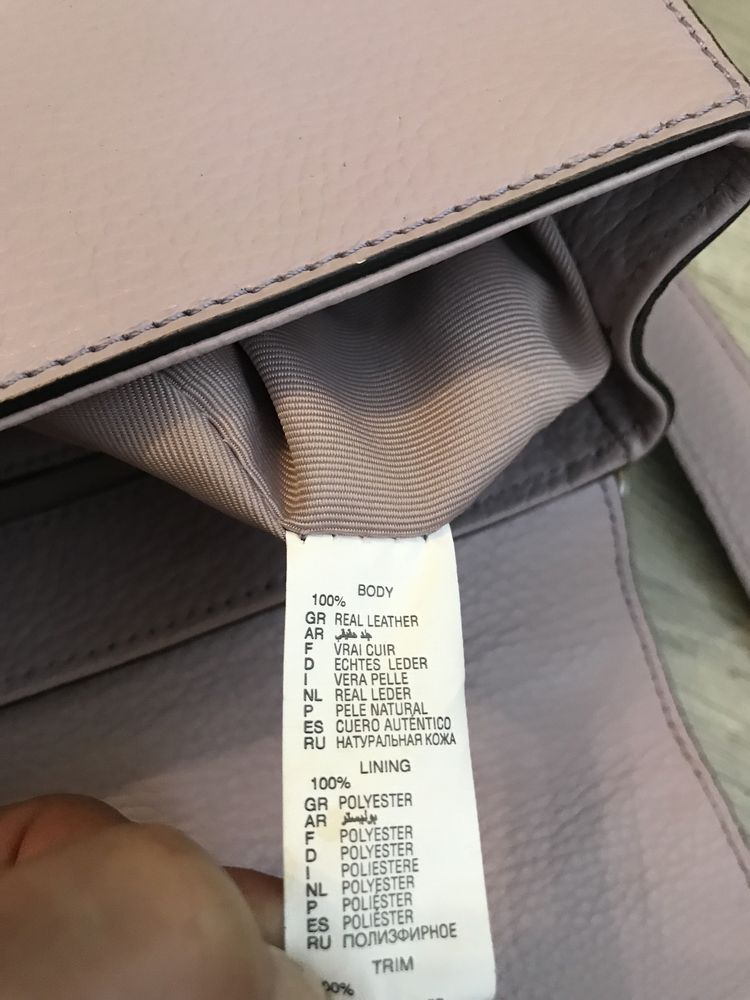 BODY
100%
GR REAL LEATHER
AR جلد حقيقي
F VRAI CUIR
D ECHTES LEDER
I VERA PELLE
NL REAL LEDER
P PELE NATURAL
ES CUERO AUTÉNTICO
RU НАТУРАЛЬНАЯ КОЖА
LINING
100%
GR POLYESTER
AR بوليستر
F POLYESTER
D POLYESTER
I POLIESTERE
NL POLYESTER
P POLIÉSTER
ES POLIÉSTER
RU ПОЛИЗФИРНОЕ
TRIM